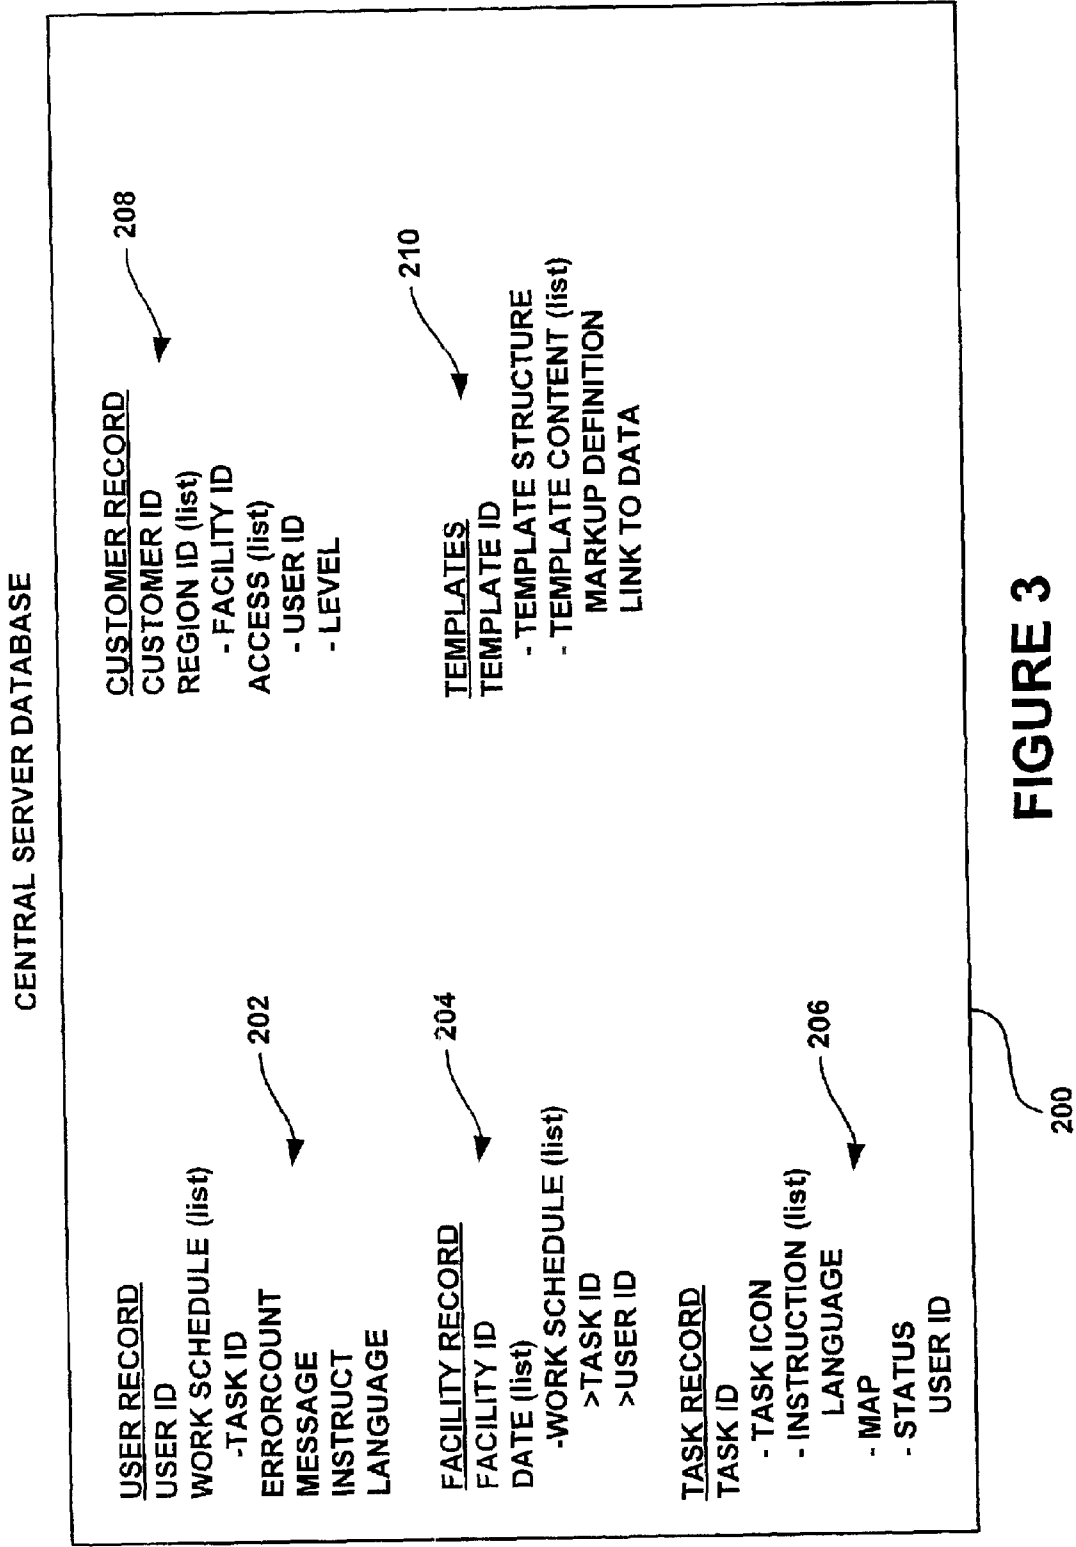 CENTRAL SERVER DATABASE
USER RECORD
USER ID
WORK SCHEDULE (list)
-TASK ID
ERRORCOUNT
MESSAGE
INSTRUCT
LANGUAGE
202
FACILITY RECORD
FACILITY ID
DATE (list)
-WORK SCHEDULE (list)
>TASK ID
>USER ID
204
TASK RECORD
TASK ID
- TASK ICON
- INSTRUCTION (list)
LANGUAGE
- MAP
- STATUS
USER ID
206
CUSTOMER RECORD
CUSTOMER ID
REGION ID (list)
- FACILITY ID
ACCESS (list)
- USER ID
- LEVEL
208
TEMPLATES
TEMPLATE ID
- TEMPLATE STRUCTURE
- TEMPLATE CONTENT (list)
MARKUP DEFINITION
LINK TO DATA
210
200
FIGURE 3